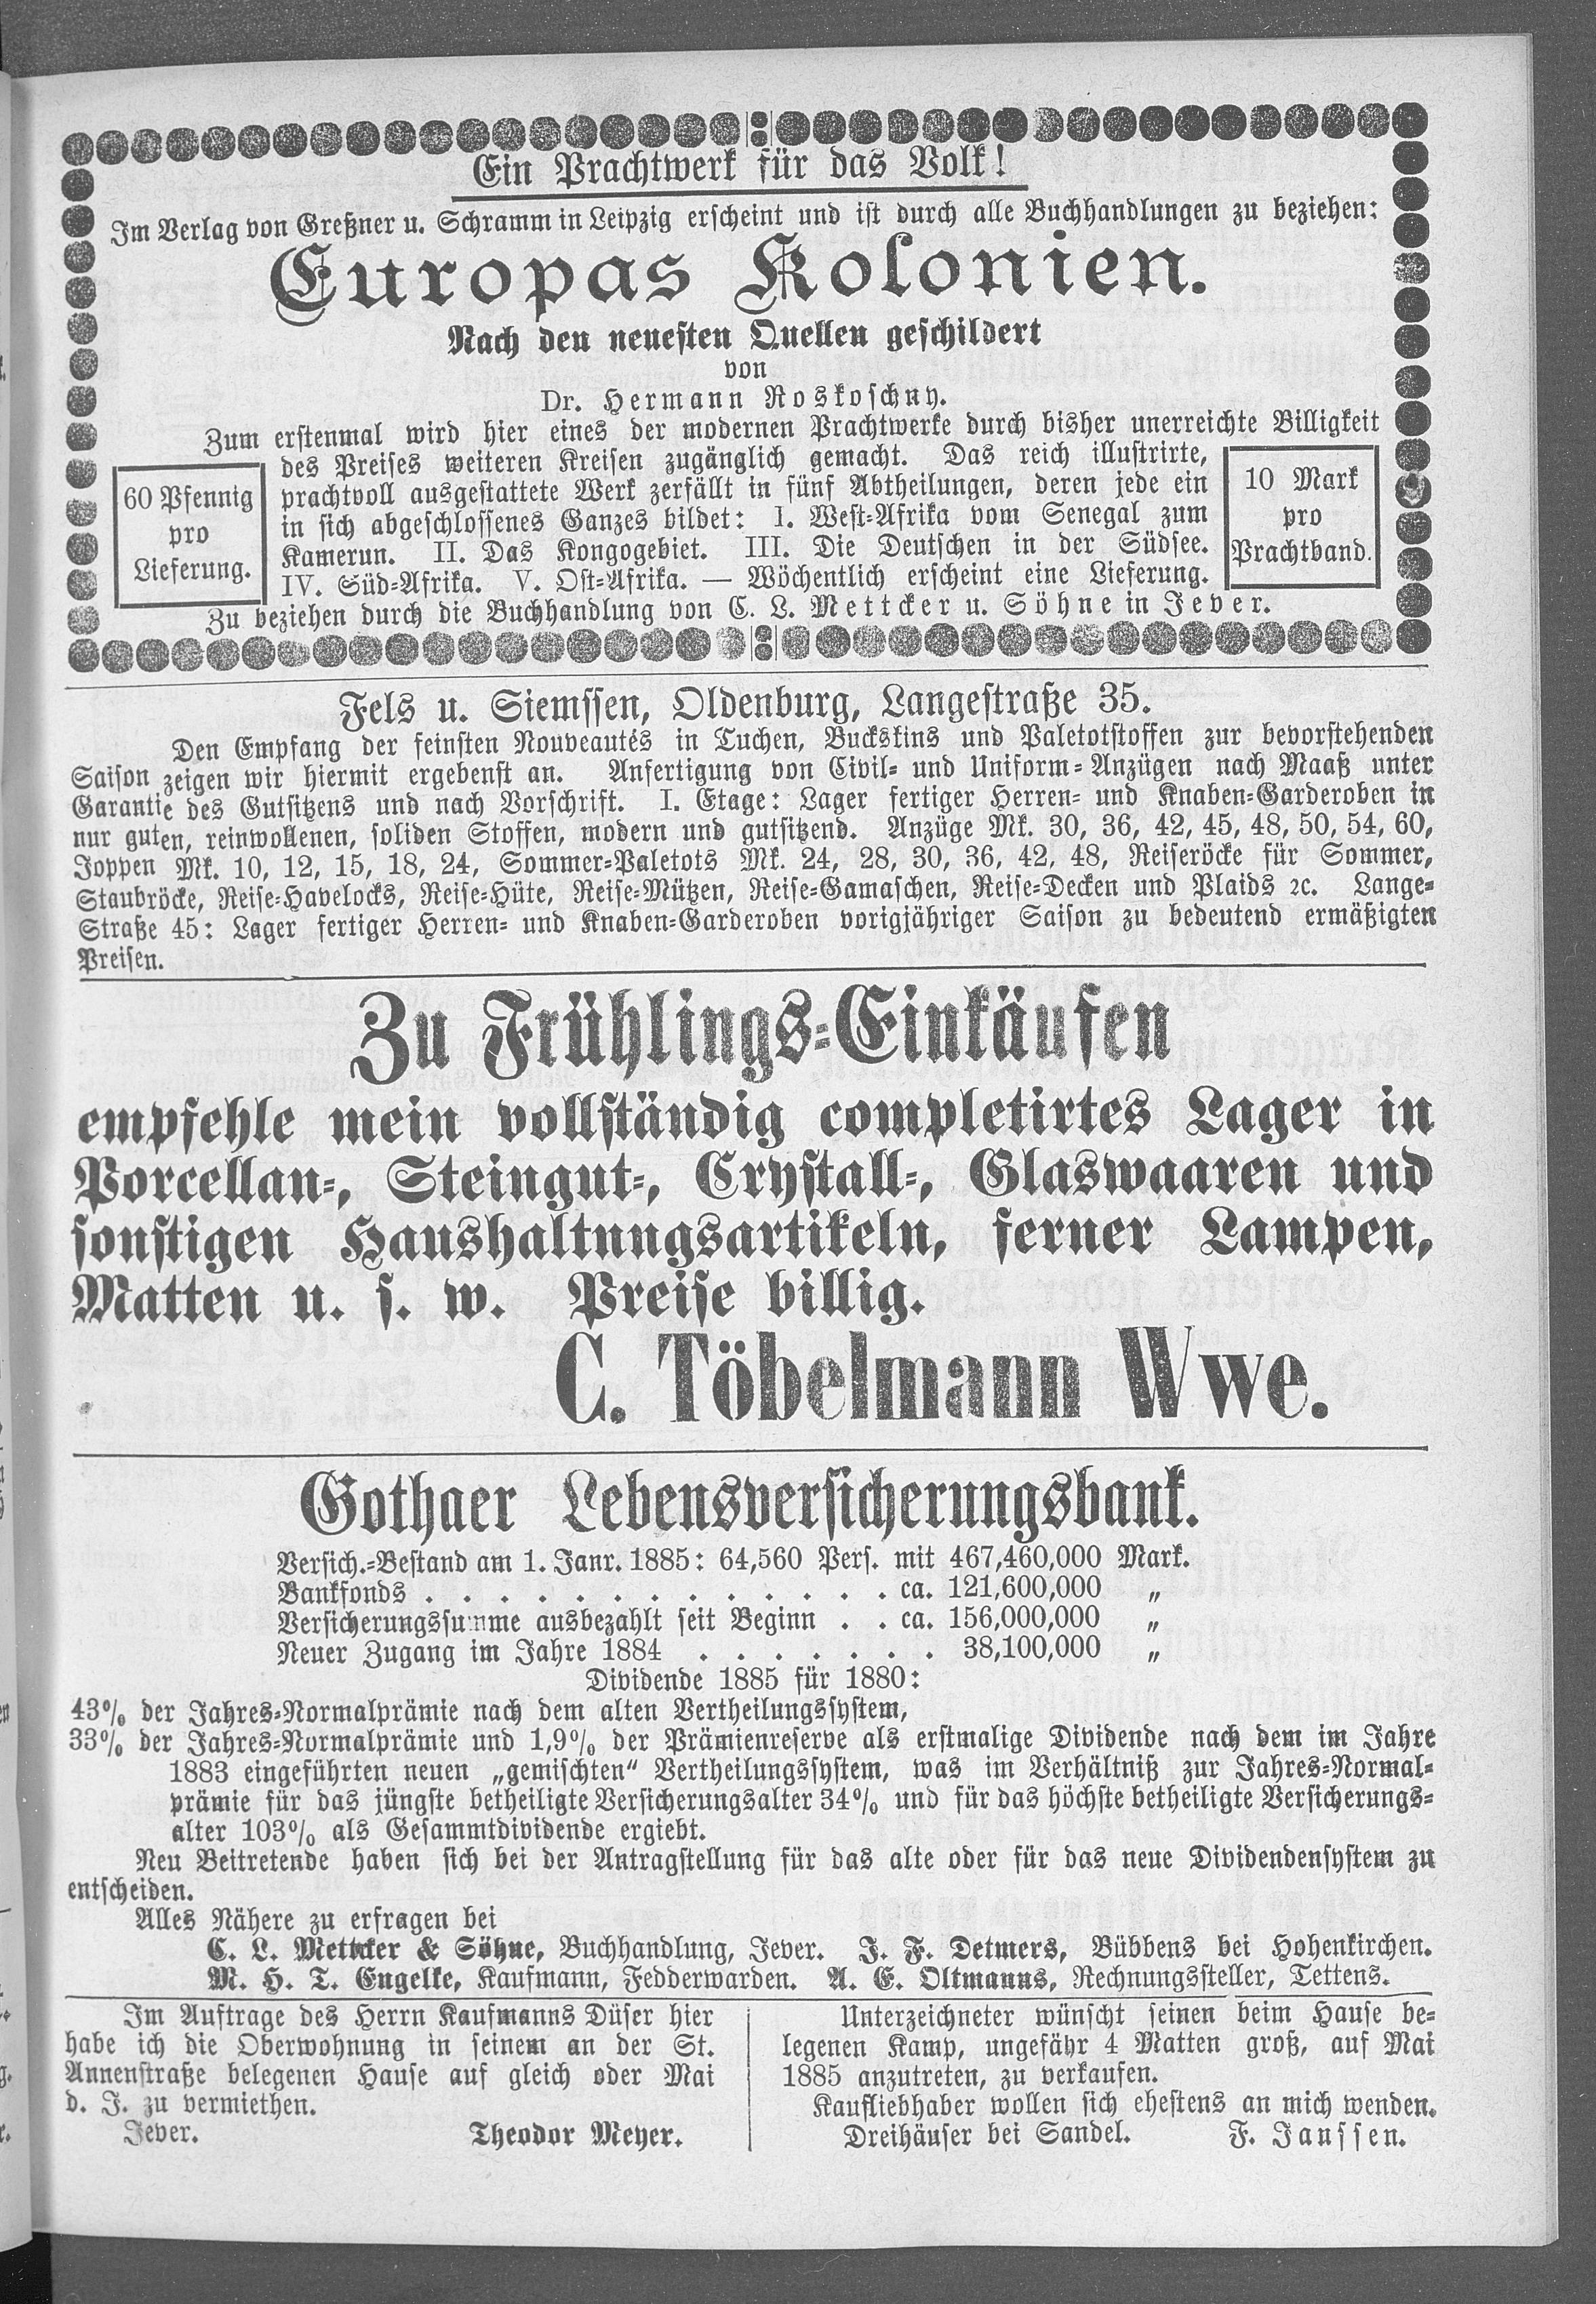 Ein Prachtwerk für das Volk!
Im Verlag von Greßner u. Schramm in Leipzig erscheint und ist durch alle Buchhandlungen zu beziehen:
Europas Kolonien.
Nach den neuesten Quellen geschildert
von
Dr. Hermann Roskoschny.
Zum erstenmal wird hier eines der modernen Prachtwerke durch bisher unerreichte Billigkeit
des Preises weiteren Kreisen zugänglich gemacht. Das reich illustrirte,
prachtvoll ausgestattete Werk zerfällt in fünf Abtheilungen, deren jede ein
in sich abgeschlossenes Ganzes bildet: I. West-Afrika vom Senegal zum
Kamerun. II. Das Kongogebiet. III. Die Deutschen in der Südsee.
IV. Süd-Afrika. V. Ost-Afrika. — Wöchentlich erscheint eine Lieferung.
60 Pfennig
pro
Lieferung.
10 Mark
pro
Prachtband.
Zu beziehen durch die Buchhandlung von C. L. Mettcker u. Söhne in Jever.
Fels u. Siemssen, Oldenburg, Langestraße 35.
Den Empfang der feinsten Nouveautés in Tuchen, Buckskins und Paletotstoffen zur bevorstehenden
Saison zeigen wir hiermit ergebenst an. Anfertigung von Civil- und Uniform-Anzügen nach Maaß unter
Garantie des Gutsitzens und nach Vorschrift. I. Etage: Lager fertiger Herren- und Knaben-Garderoben in
nur guten, reinwollenen, soliden Stoffen, modern und gutsitzend. Anzüge Mk. 30, 36, 42, 45, 48, 50, 54, 60,
Joppen Mk. 10, 12, 15, 18, 24, Sommer-Paletots Mk. 24, 28, 30, 36, 42, 48, Reiseröcke für Sommer,
Staubröcke, Reise-Havelocks, Reise-Hüte, Reise-Mützen, Reise-Gamaschen, Reise-Decken und Plaids ꝛc. Lange-
Straße 45: Lager fertiger Herren- und Knaben-Garderoben vorigjähriger Saison zu bedeutend ermäßigten
Preisen.
Zu Frühlings-Einkäufen
empfehle mein vollständig completirtes Lager in
Porcellan-, Steingut-, Crystall-, Glaswaaren und
sonstigen Haushaltungsartikeln, ferner Lampen,
Matten u. s. w. Preise billig.
C. Töbelmann Wwe.
Gothaer Lebensversicherungsbank.
Versich.-Bestand am 1. Janr. 1885: 64,560 Pers. mit 467,460,000 Mark.
Bankfonds . . . . . . . . . . . . . ca. 121,600,000 „
Versicherungssumme ausbezahlt seit Beginn . . ca. 156,000,000 „
Neuer Zugang im Jahre 1884 . . . . . . . 38,100,000 „
Dividende 1885 für 1880:
43% der Jahres-Normalprämie nach dem alten Vertheilungssystem,
33% der Jahres-Normalprämie und 1,9% der Prämienreserve als erstmalige Dividende nach dem im Jahre
1883 eingeführten neuen „gemischten“ Vertheilungssystem, was im Verhältniß zur Jahres-Normal-
prämie für das jüngste betheiligte Versicherungsalter 34% und für das höchste betheiligte Versicherungs-
alter 103% als Gesammtdividende ergiebt.
Neu Beitretende haben sich bei der Antragstellung für das alte oder für das neue Dividendensystem zu
entscheiden.
Alles Nähere zu erfragen bei
C. L. Mettcker & Söhne, Buchhandlung, Jever. J. F. Detmers, Bübbens bei Hohenkirchen.
M. H. T. Engelke, Kaufmann, Fedderwarden. A. E. Oltmanns, Rechnungssteller, Tettens.
Im Auftrage des Herrn Kaufmanns Düser hier
habe ich die Oberwohnung in seinem an der St.
Annenstraße belegenen Hause auf gleich oder Mai
d. J. zu vermiethen.
Jever. Theodor Meyer.
Unterzeichneter wünscht seinen beim Hause be-
legenen Kamp, ungefähr 4 Matten groß, auf Mai
1885 anzutreten, zu verkaufen.
Kaufliebhaber wollen sich ehestens an mich wenden.
Dreihäuser bei Sandel. F. Janssen.